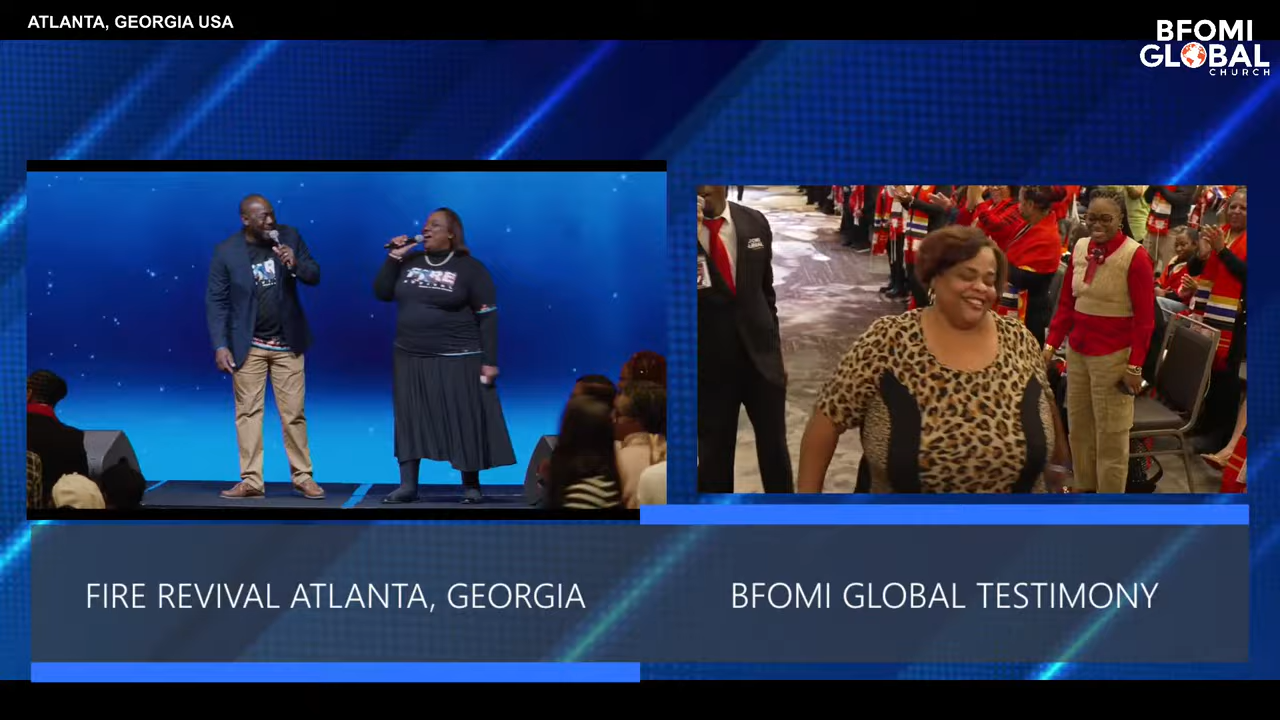 ATLANTA, GEORGIA USA
BFOMI
GLOBAL
CHURCH
FIRE
FIRE REVIVAL ATLANTA, GEORGIA
BFOMI GLOBAL TESTIMONY